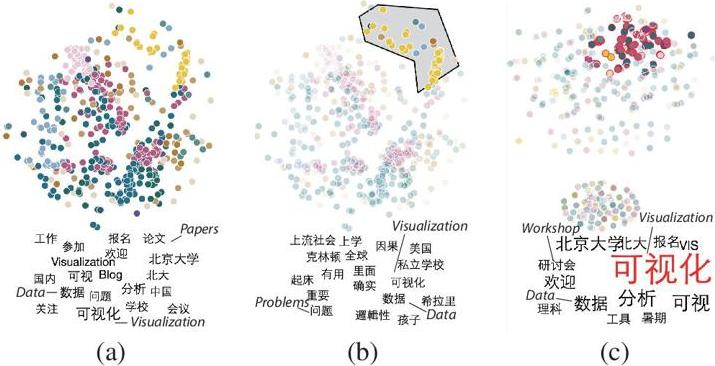 工作 参加 报名 论文 Papers
欢迎
Visualization 北京大学
国内 可视 Blog 北大
Data 数据 问题 分析 中国
关注 可视化 学校 会议
Visualization
(a)
Visualization
上流社会 上学 因果 美国
克林顿 全球 私立学校
起床 有用 里面 可视化
确实
Problems 重要 数据 希拉里
问题 邏輯性 孩子 Data
(b)
Workshop Visualization
北京大学 北大 报名 VIS
研讨会 可视化
欢迎
Data 数据 分析 可视
理科 工具 暑期
(c)